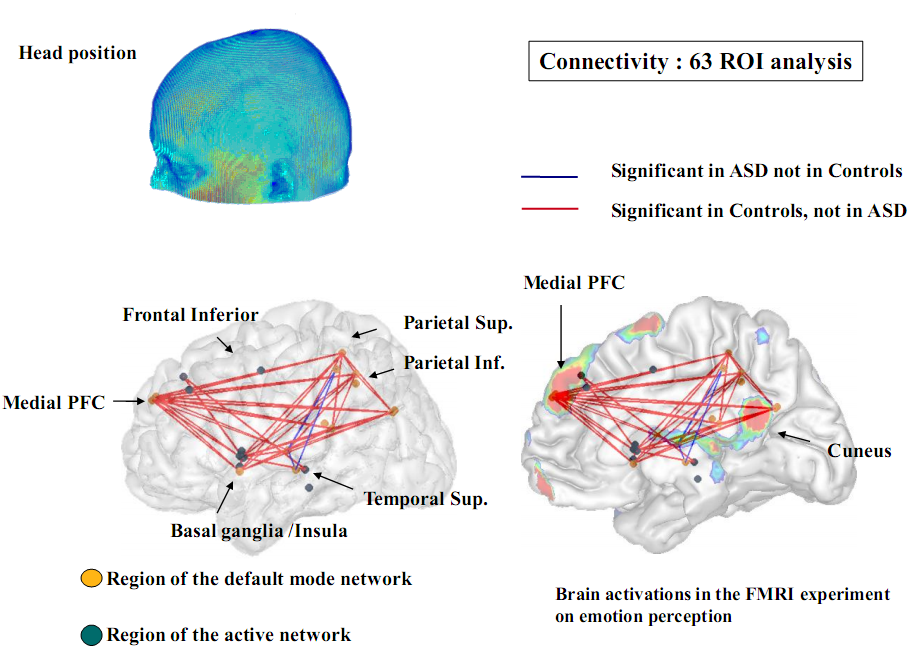 Head position
Connectivity : 63 ROI analysis
Significant in ASD not in Controls
Significant in Controls, not in ASD
Medial PFC
Frontal Inferior
Parietal Sup.
Parietal Inf.
Medial PFC
Cuneus
Temporal Sup.
Basal ganglia /Insula
Region of the default mode network
Brain activations in the FMRI experiment
on emotion perception
Region of the active network